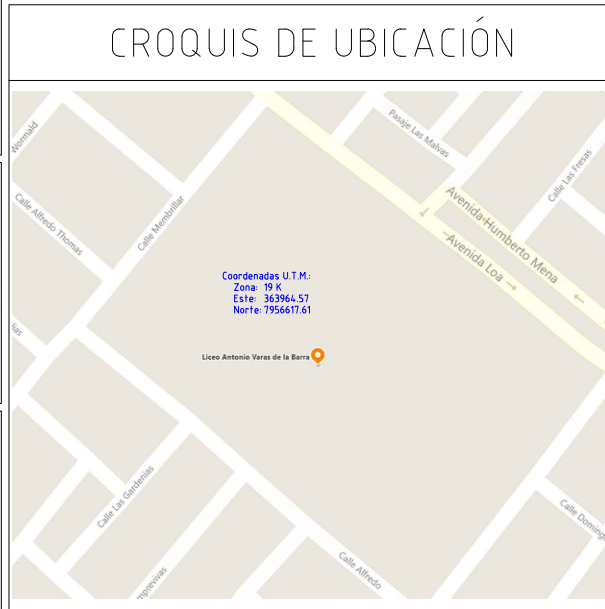 CROQUIS DE UBICACIÓN
Wormald
Pasaje Las Malvas
Calle Las Fresas
Calle Alfredo Thomas
Calle Membrillar
Avenida Humberto Mena
Avenida Loa
Coordenadas U.T.M.:
Zona: 19 K
Este: 363964.57
Norte: 7956617.61
Liceo Antonio Varas de la Barra
Calle Las Gardenias
Calle Alfredo
Calle Doming